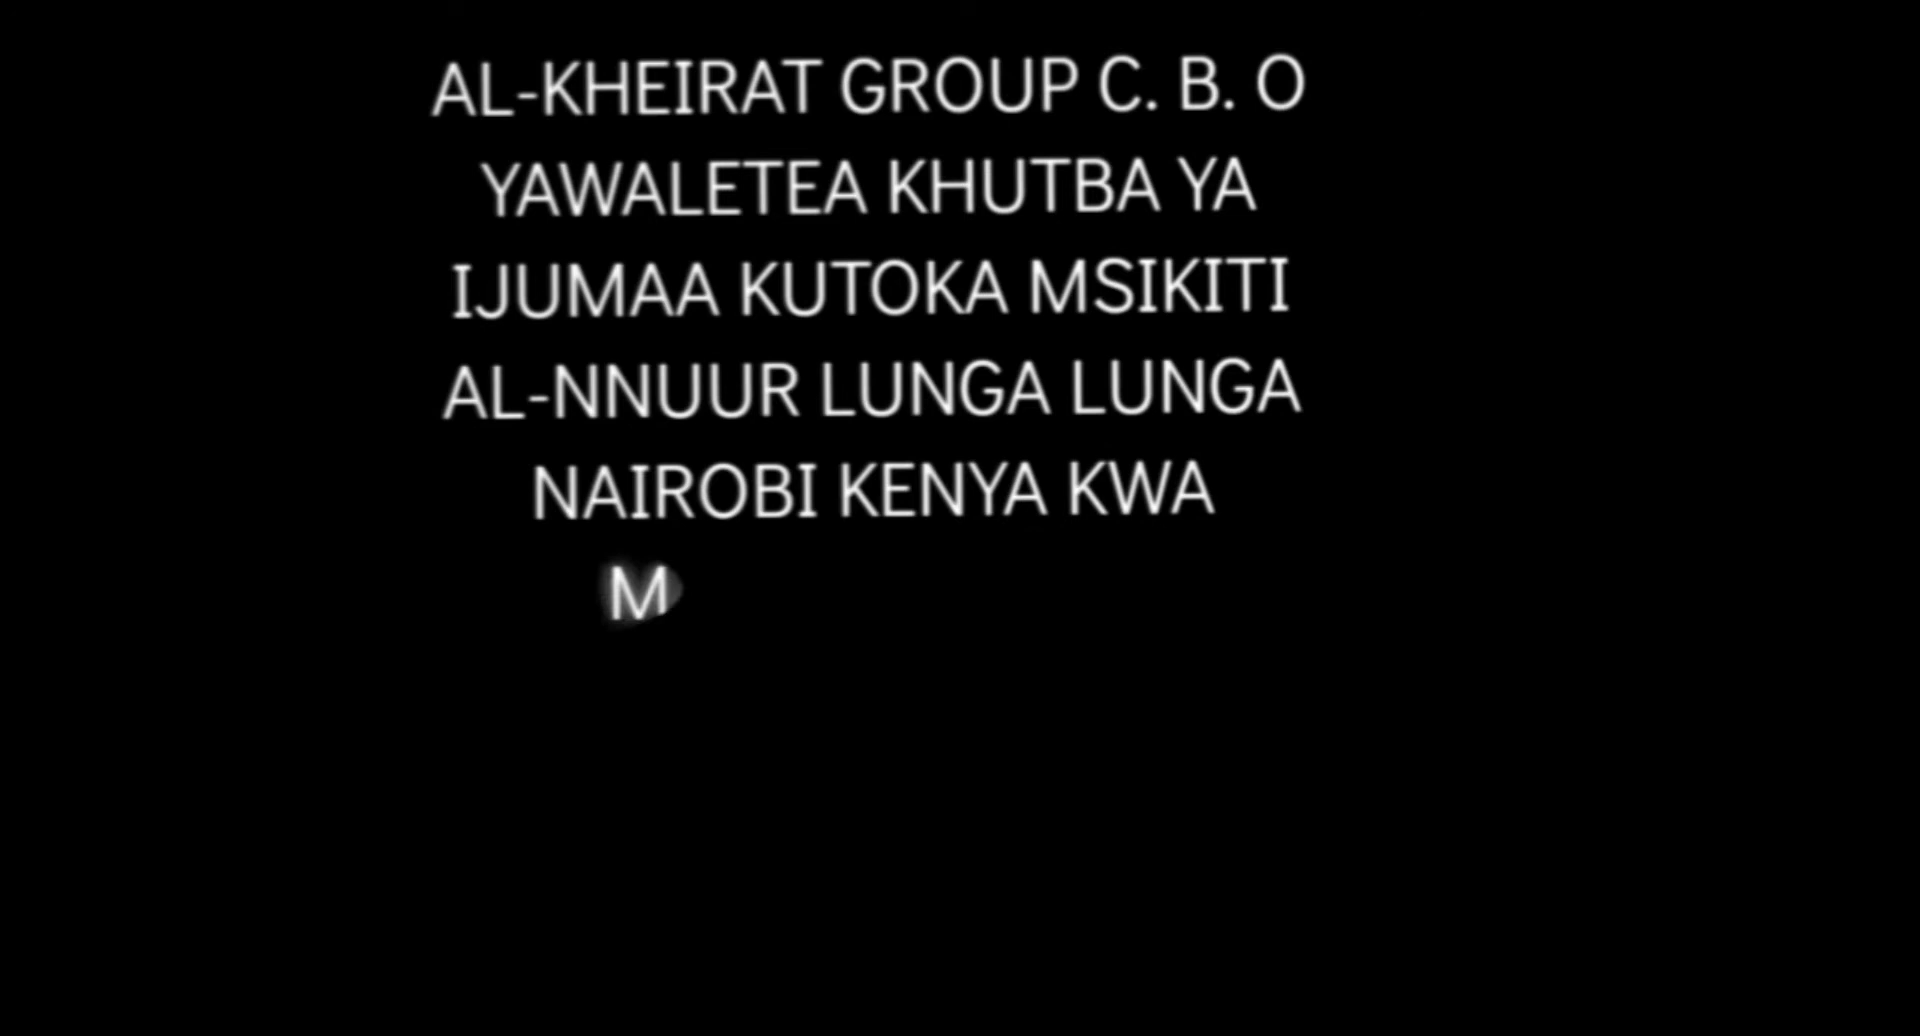 AL-KHEIRAT GROUP C. B. O
YAWALETEA KHUTBA YA
IJUMAA KUTOKA MSIKITI
AL-NNUUR LUNGA LUNGA
NAIROBI KENYA KWA
M